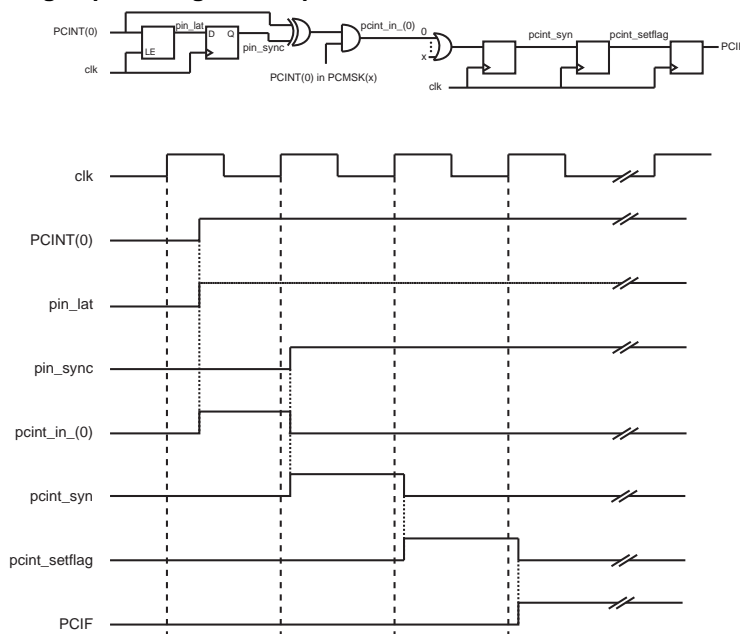 PCINT(0)
pin_lat
D Q
LE
pin_sync
clk
PCINT(0) in PCMSK(x)
pcint_in_(0)
0
x
clk
pcint_syn
pcint_setflag
clk
PCINT(0)
pin_lat
pin_sync
pcint_in_(0)
pcint_syn
pcint_setflag
PCIF